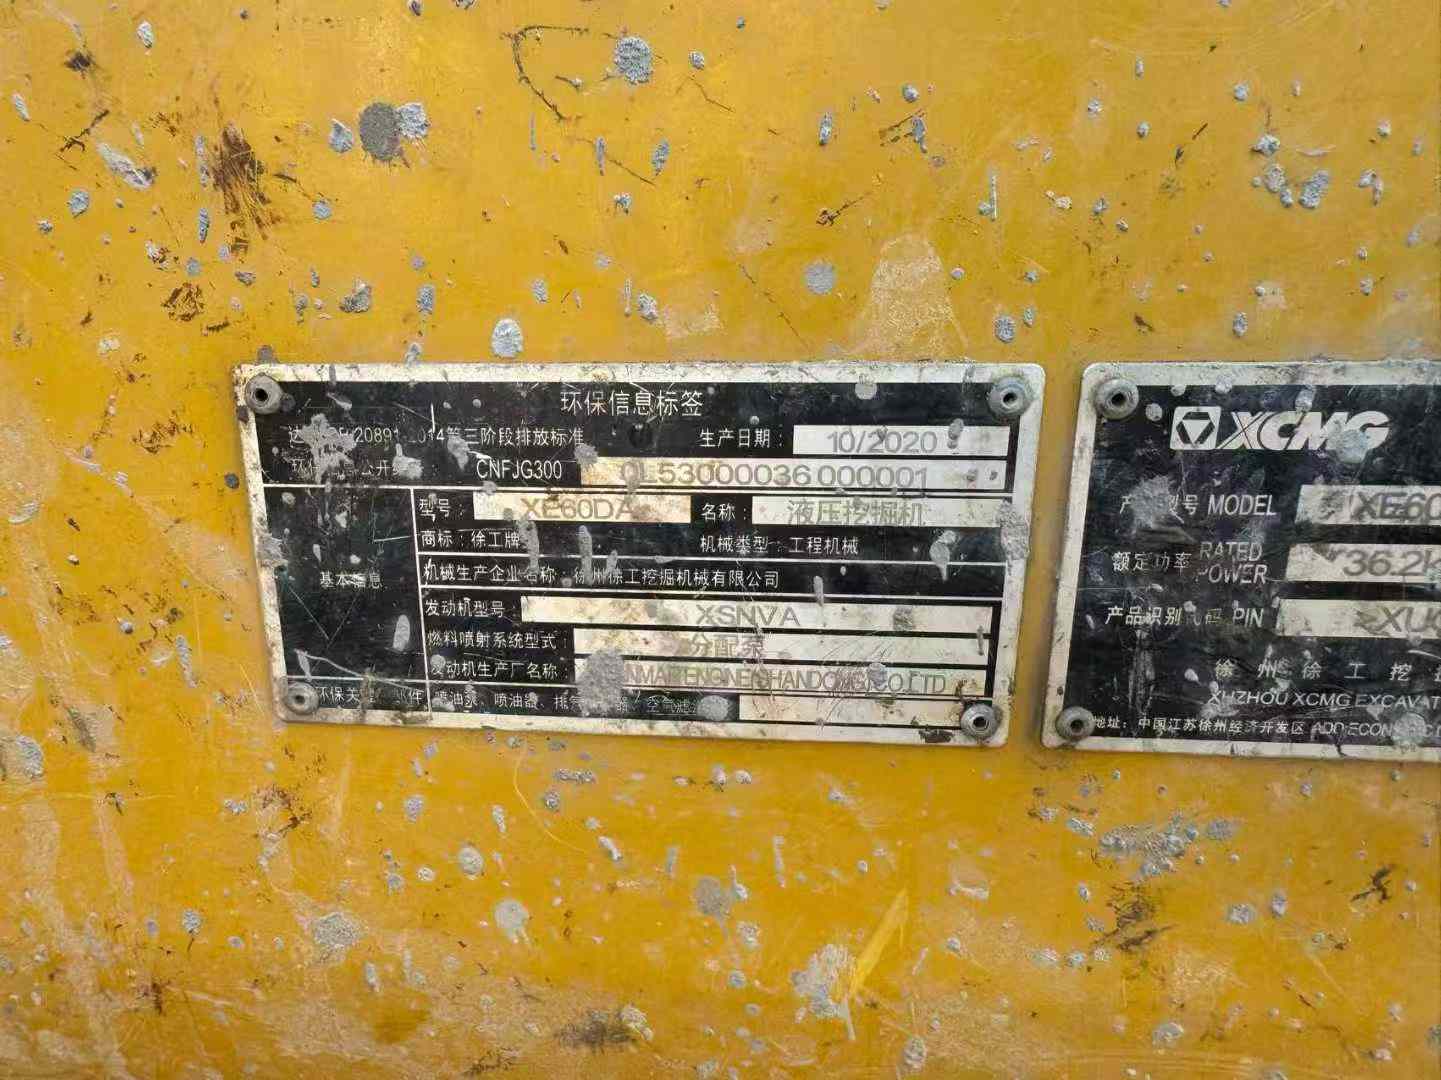 环保信息标签
20891-2014第三阶段排放标准 生产日期: 10/2020
CNFJG300 53000036000001
型号: XE60DA 名称: 液压挖掘机
商标: 徐工牌 机械类型: 工程机械
基本信息
机械生产企业名称: 徐州徐工挖掘机械有限公司
发动机型号: XSNVA
燃料喷射系统型式: 分配泵
发动机生产厂名称: CO.LTD
喷油泵、喷油器、
XCMG
型号 MODEL XE60
额定功率 RATED POWER 36.2
产品识别 码 PIN XU
徐 州 徐 工 挖
XUZHOU XCMG EXCAVAT
地址: 中国江苏徐州经济开发区